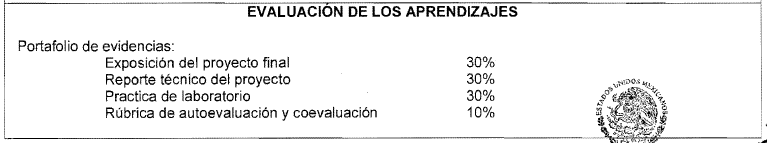 EVALUACIÓN DE LOS APRENDIZAJES
Portafolio de evidencias:
Exposición del proyecto final 30%
Reporte técnico del proyecto 30%
Practica de laboratorio 30%
Rúbrica de autoevaluación y coevaluación 10%
ESTADOS UNIDOS MEXICANOS